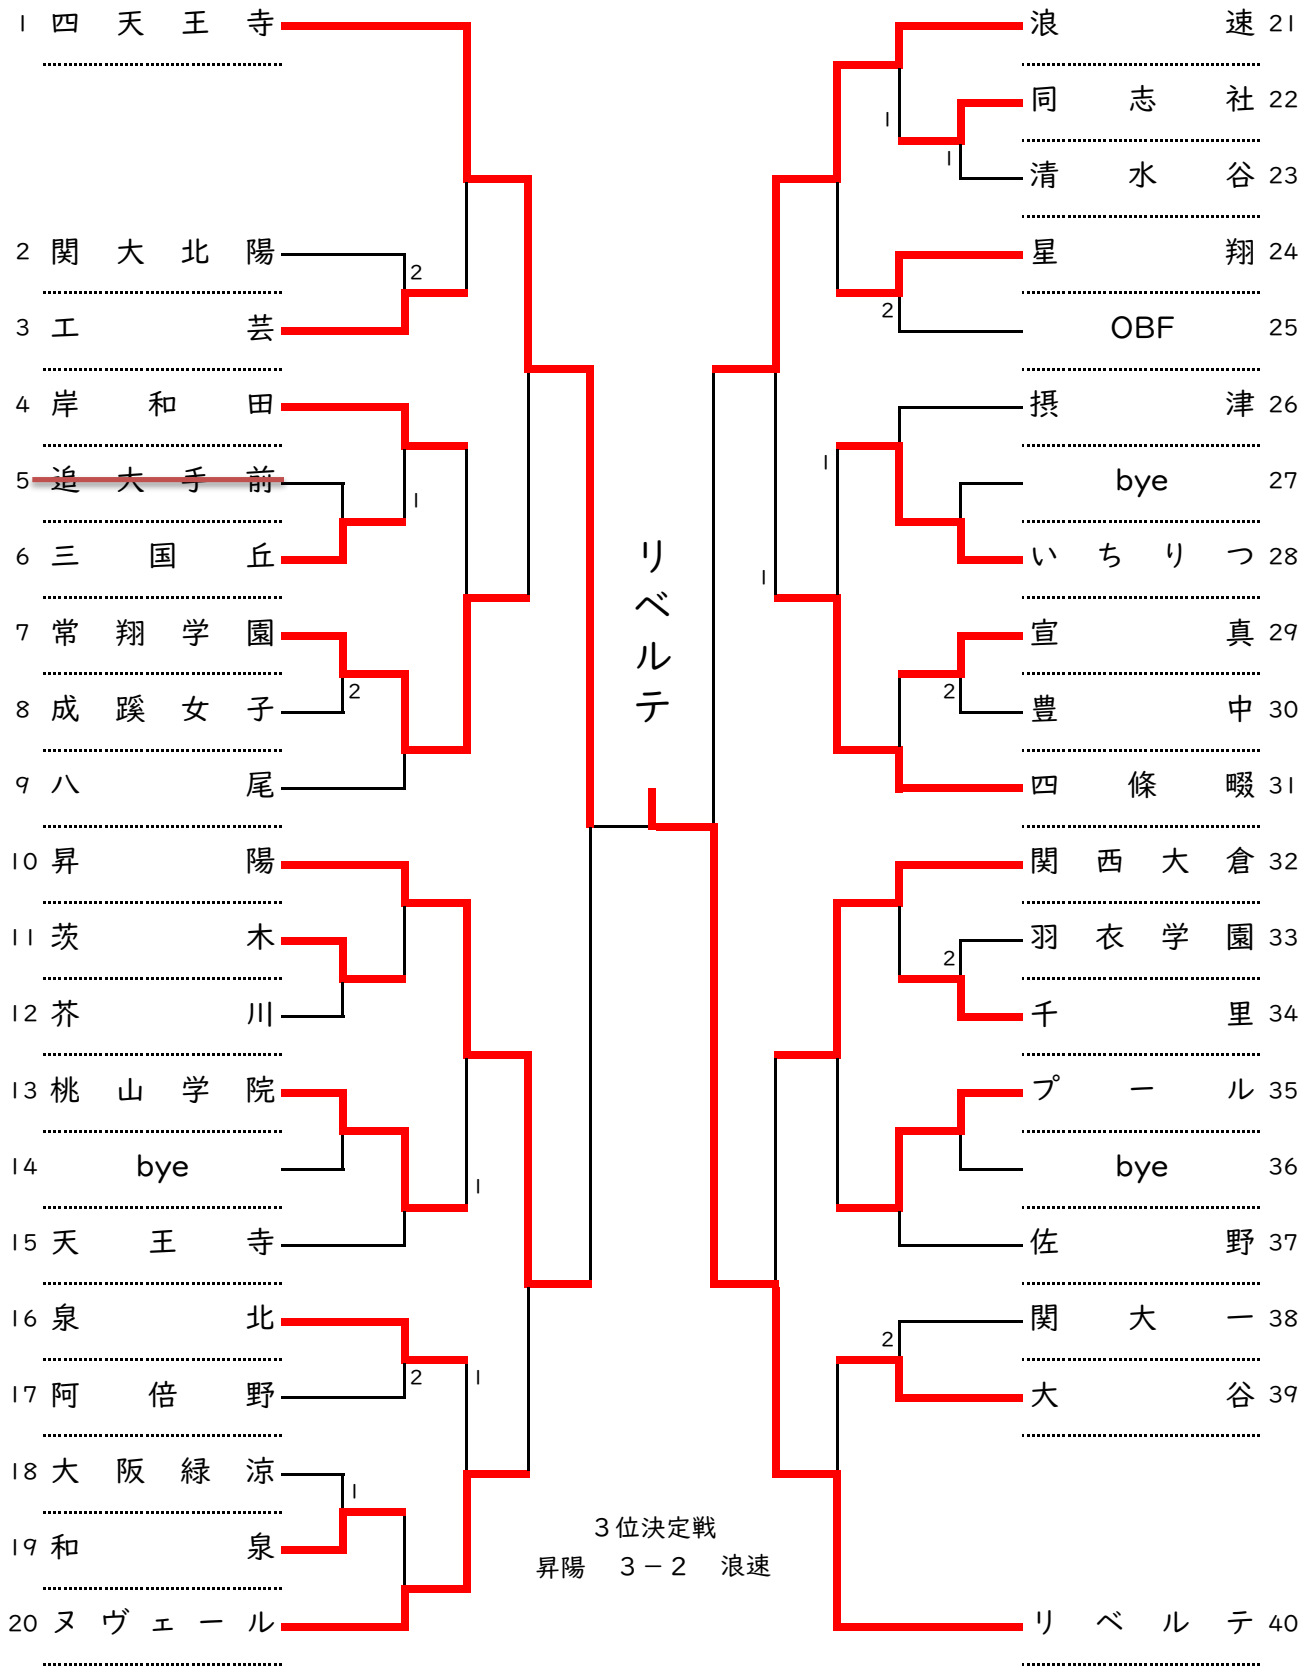 1 四天王寺
2 関大北陽
2
3 工芸
4 岸和田
5 追大手前
1
6 三国丘
7 常翔学園
2
8 成蹊女子
9 八尾
10 昇陽
11 茨木
12 芥川
13 桃山学院
14 bye
1
15 天王寺
16 泉北
2 1
17 阿倍野
18 大阪緑涼
1
19 和泉
20 ヌヴェール
リベルテ
3位決定戦
昇陽 3－2 浪速
浪速 21
同志社 22
1
1
清水谷 23
星翔 24
2
OBF 25
摂津 26
1
bye 27
いちりつ 28
1
宣真 29
2
豊中 30
四條畷 31
関西大倉 32
羽衣学園 33
2
千里 34
プール 35
bye 36
佐野 37
関大一 38
2
大谷 39
リベルテ 40